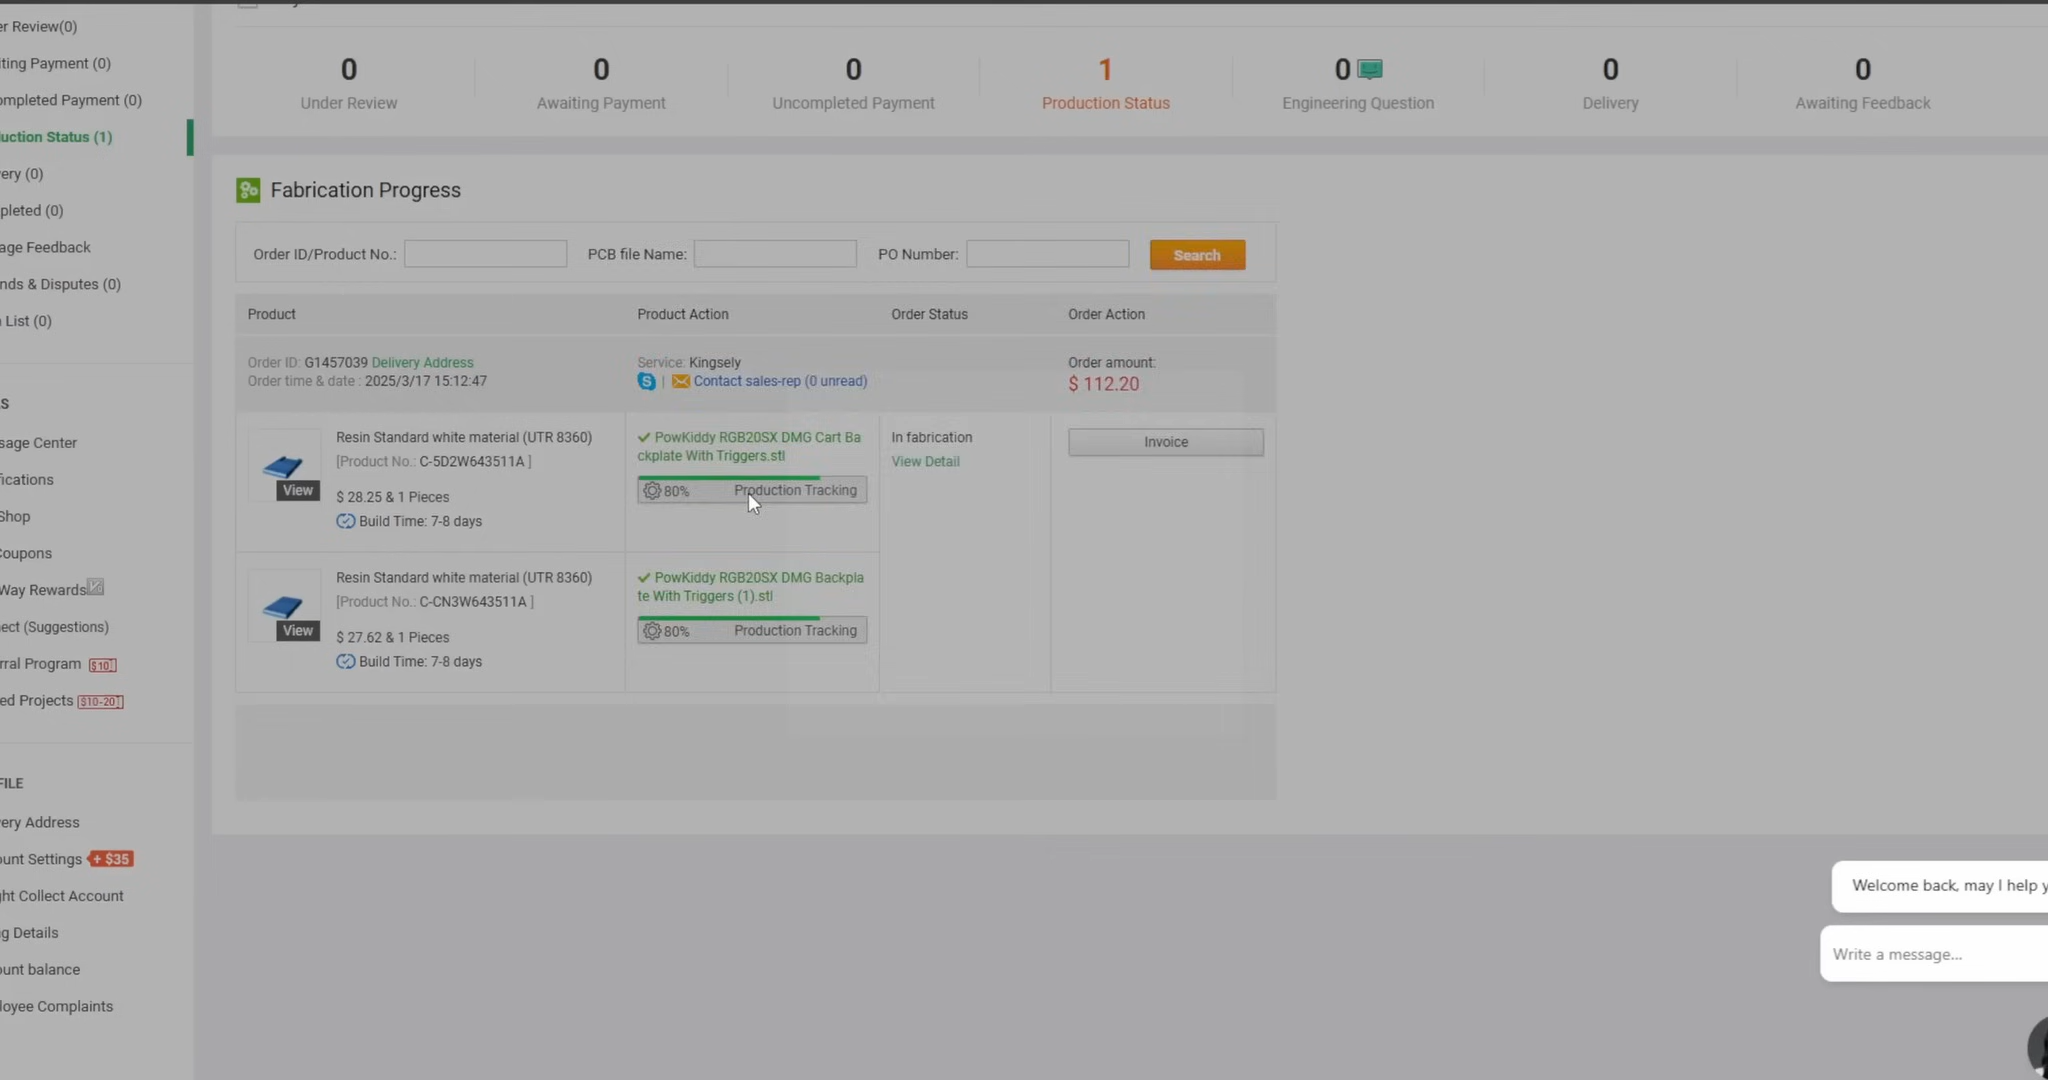 er Review(0)
iting Payment (0)
ompleted Payment (0)
uction Status (1)
ery (0)
pleted (0)
age Feedback
nds & Disputes (0)
List (0)
S
sage Center
ications
Shop
Coupons
Way Rewards
ect (Suggestions)
rral Program $10
ed Projects $10-20
FILE
ery Address
ount Settings + $35
ht Collect Account
g Details
ount balance
loyee Complaints
0
Under Review
0
Awaiting Payment
0
Uncompleted Payment
1
Production Status
0
Engineering Question
0
Delivery
0
Awaiting Feedback
Fabrication Progress
Order ID/Product No.: PCB file Name: PO Number: Search
Product Product Action Order Status Order Action
Order ID: G1457039 Delivery Address
Order time & date : 2025/3/17 15:12:47
Service: Kingsely
S | Contact sales-rep (0 unread)
Order amount:
$ 112.20
View
Resin Standard white material (UTR 8360)
[Product No.: C-5D2W643511A ]
$ 28.25 & 1 Pieces
Build Time: 7-8 days
PowKiddy RGB20SX DMG Cart Ba
ckplate With Triggers.stl
80% Production Tracking
In fabrication
View Detail
Invoice
View
Resin Standard white material (UTR 8360)
[Product No.: C-CN3W643511A ]
$ 27.62 & 1 Pieces
Build Time: 7-8 days
PowKiddy RGB20SX DMG Backpla
te With Triggers (1).stl
80% Production Tracking
Welcome back, may I help y
Write a message...